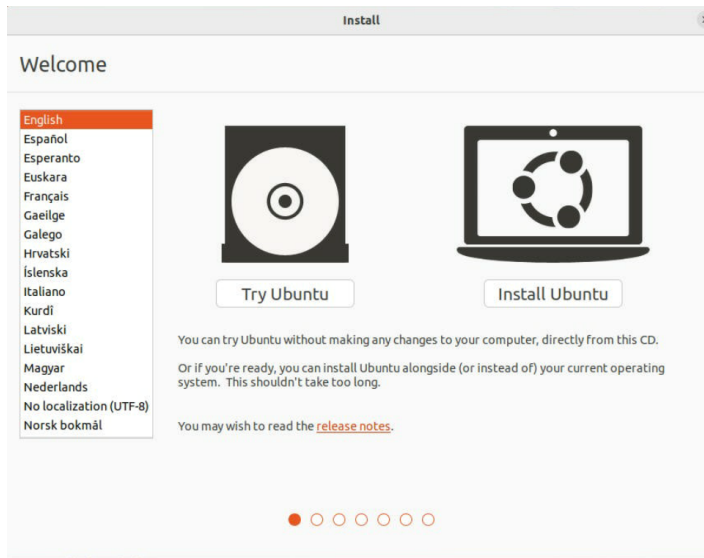 Install
Welcome
English
Español
Esperanto
Euskara
Français
Gaeilge
Galego
Hrvatski
Íslenska
Italiano
Kurdî
Latviski
Lietuviškai
Magyar
Nederlands
No localization (UTF-8)
Norsk bokmål
Try Ubuntu
Install Ubuntu
You can try Ubuntu without making any changes to your computer, directly from this CD.
Or if you're ready, you can install Ubuntu alongside (or instead of) your current operating
system. This shouldn't take too long.
You may wish to read the release notes.